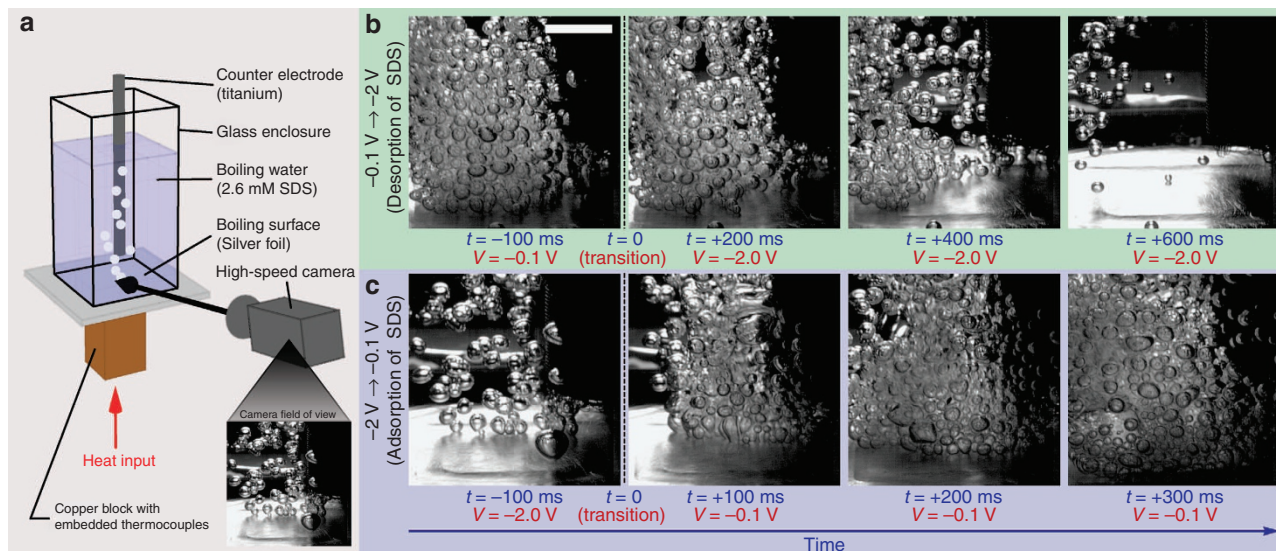 a
Counter electrode
(titanium)
Glass enclosure
Boiling water
(2.6 mM SDS)
Boiling surface
(Silver foil)
High-speed camera
Camera field of view
Heat input
Copper block with
embedded thermocouples
b
−0.1 V → −2 V
(Desorption of SDS)
t = −100 ms t = 0 t = +200 ms t = +400 ms t = +600 ms
V = −0.1 V (transition) V = −2.0 V V = −2.0 V V = −2.0 V
c
−2 V → −0.1 V
(Adsorption of SDS)
t = −100 ms t = 0 t = +100 ms t = +200 ms t = +300 ms
V = −2.0 V (transition) V = −0.1 V V = −0.1 V V = −0.1 V
Time